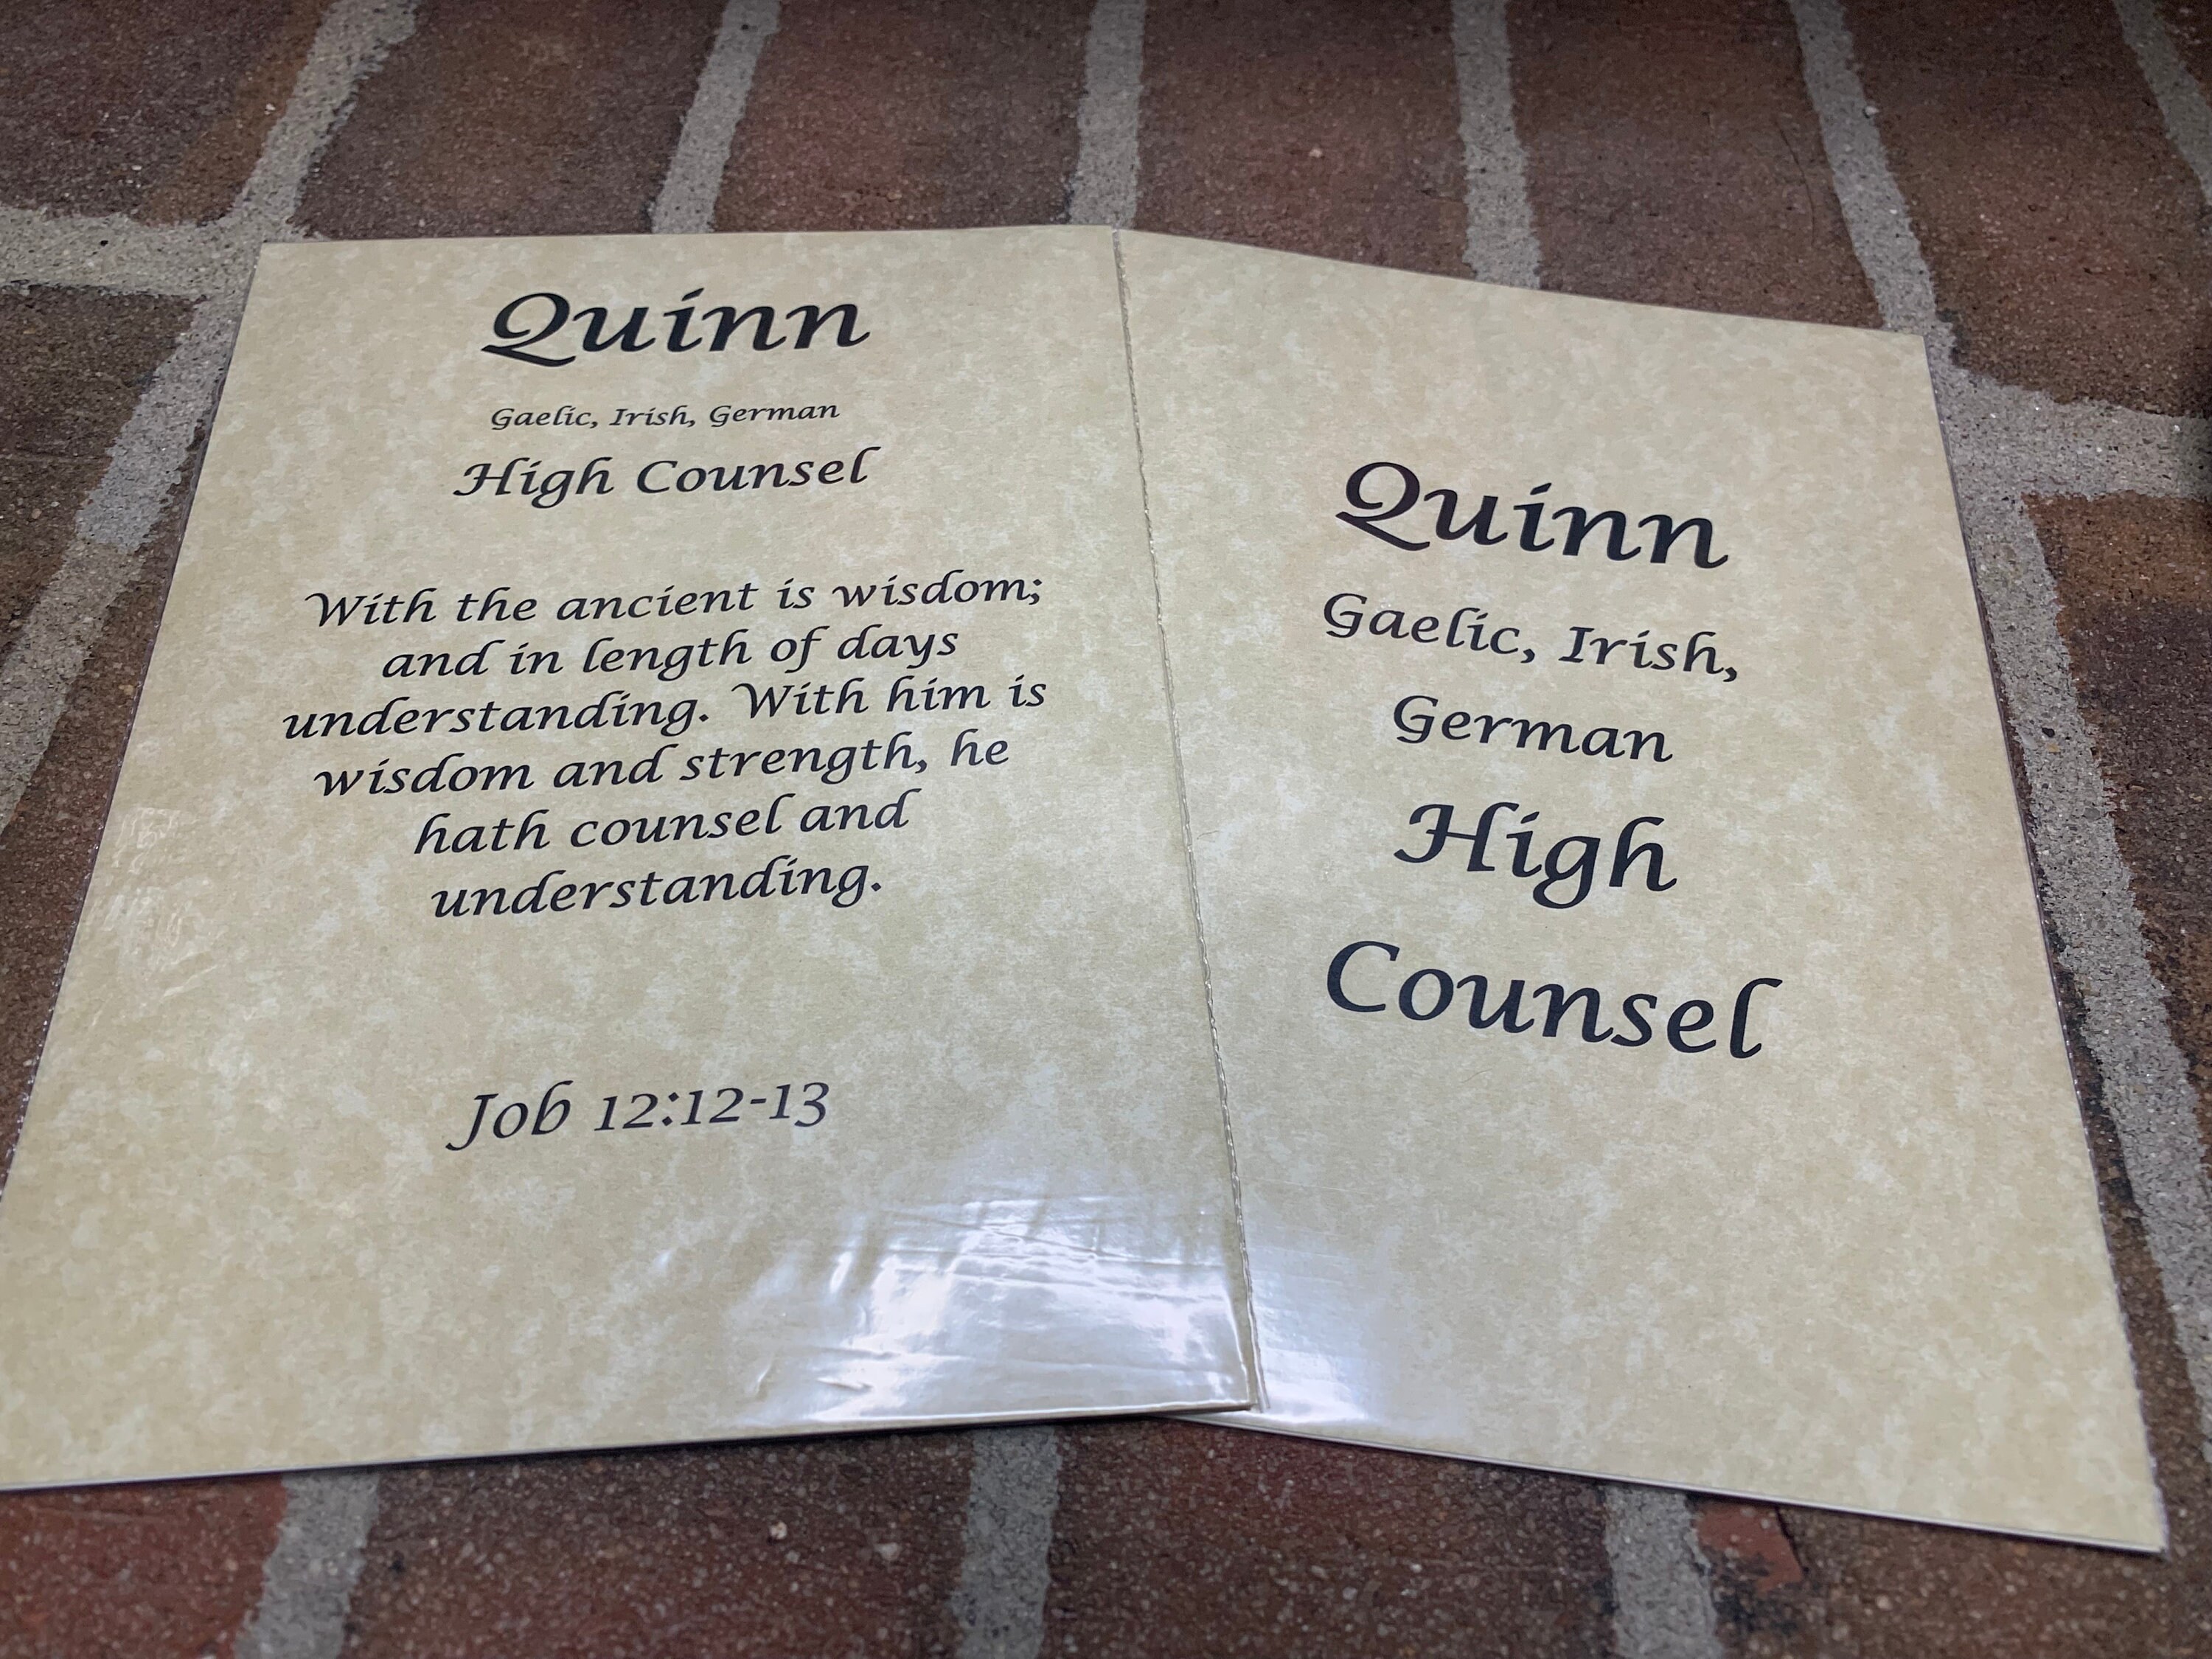 Quinn
Gaelic, Irish, German
High Counsel
With the ancient is wisdom;
and in length of days
understanding. With him is
wisdom and strength, he
hath counsel and
understanding.
Job 12:12-13
Quinn
Gaelic, Irish,
German
High
Counsel